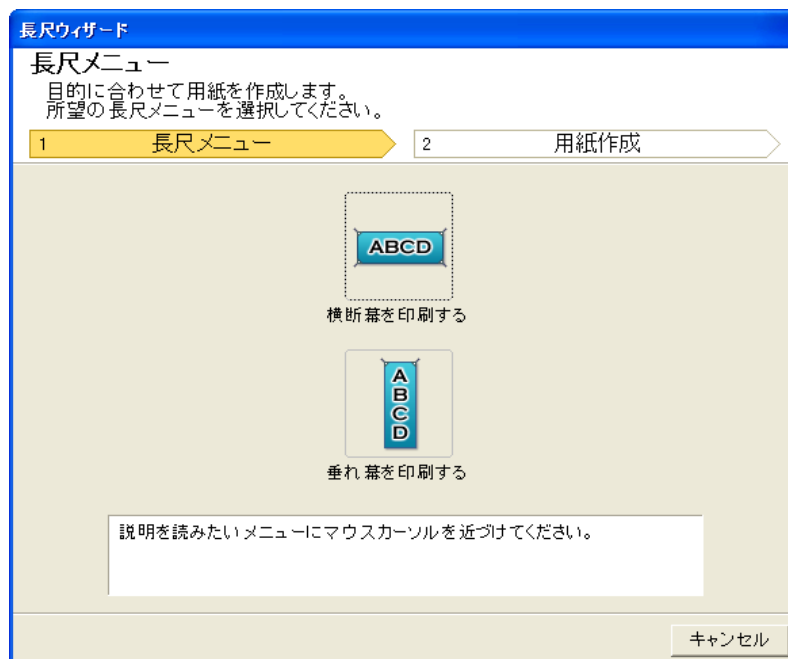 長尺ウィザード
長尺メニュー
目的に合わせて用紙を作成します。
所望の長尺メニューを選択してください。
1 長尺メニュー 2 用紙作成
ABCD
横断幕を印刷する
A
B
C
D
垂れ幕を印刷する
説明を読みたいメニューにマウスカーソルを近づけてください。
キャンセル